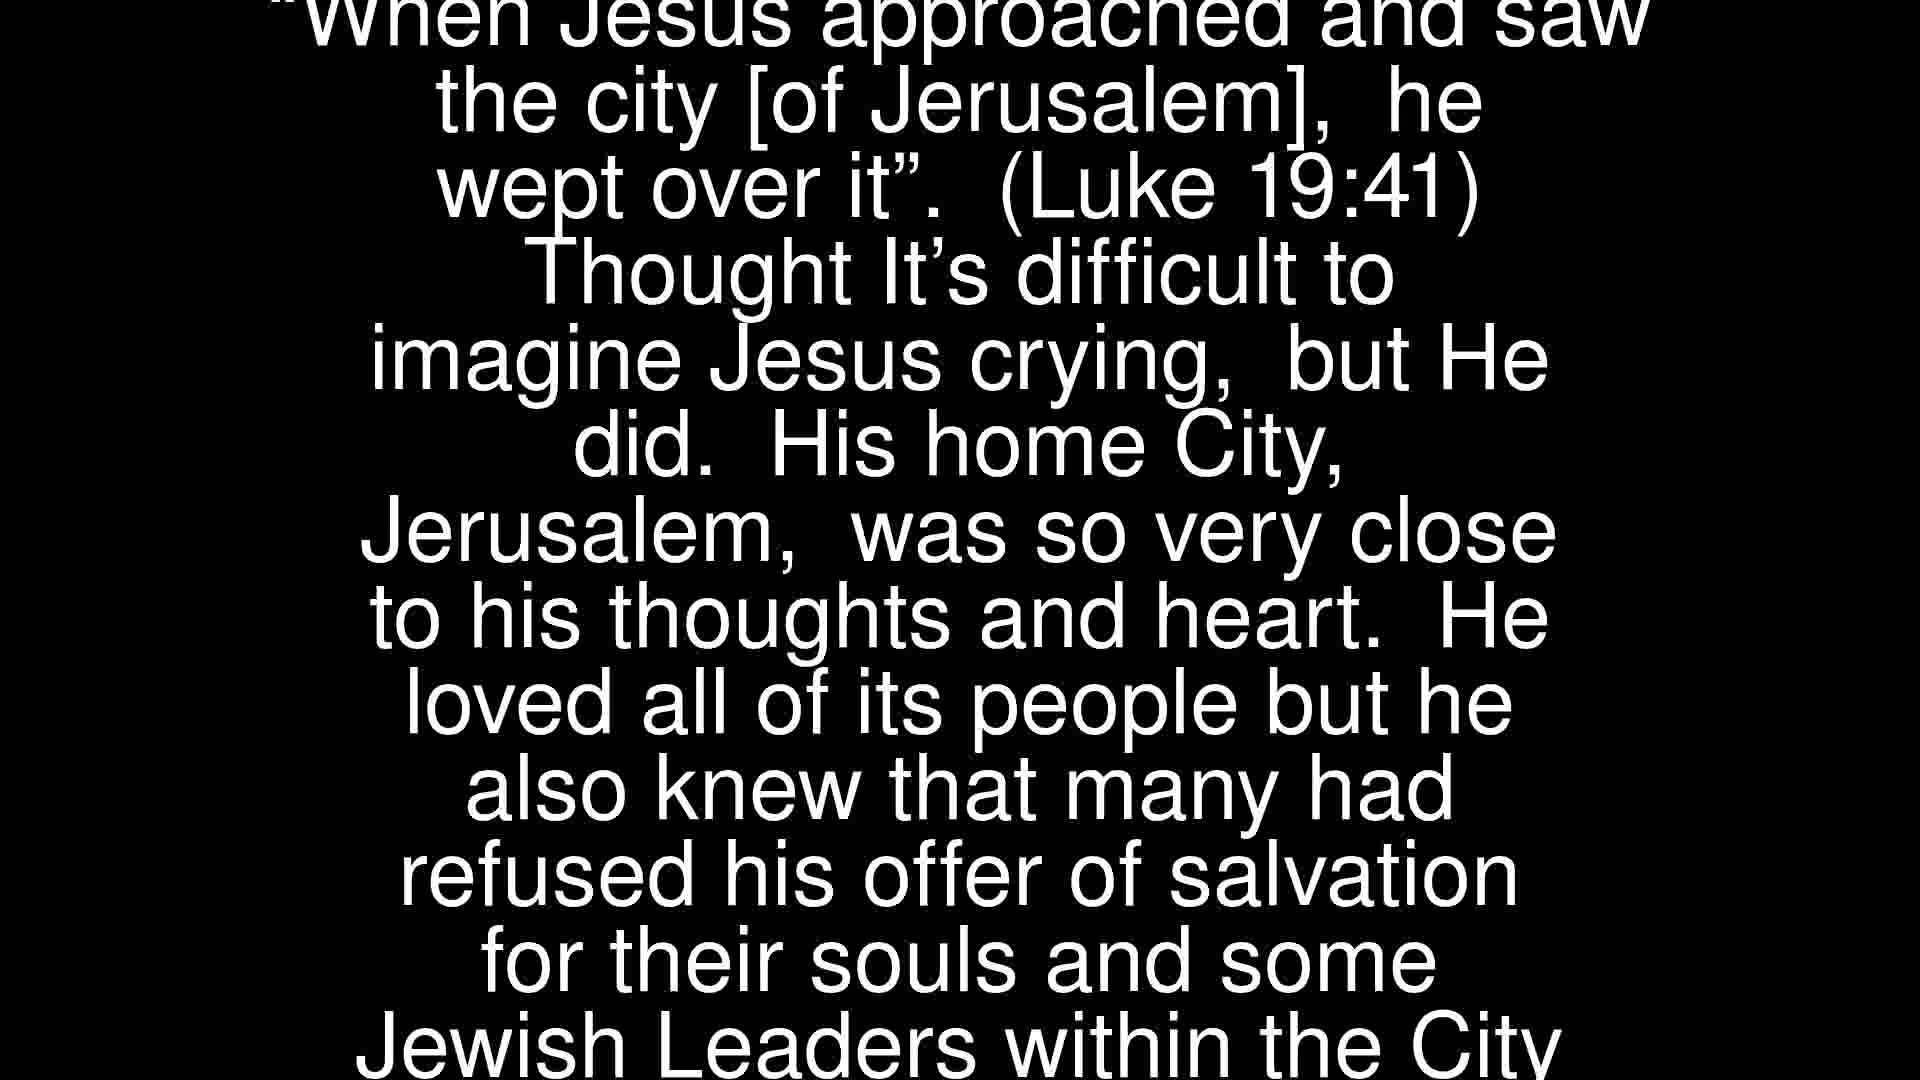 “When Jesus approached and saw
the city [of Jerusalem],  he
wept over it”.  (Luke 19:41)
Thought It’s difficult to
imagine Jesus crying,  but He
did.  His home City,
Jerusalem,  was so very close
to his thoughts and heart.  He
loved all of its people but he
also knew that many had
refused his offer of salvation
for their souls and some
Jewish Leaders within the City